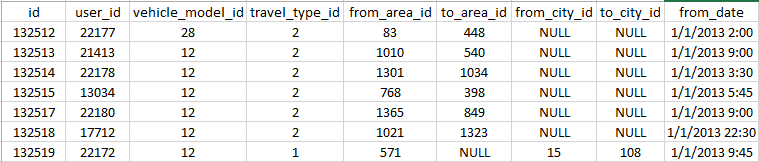 id user_id vehicle_model_id travel_type_id from_area_id to_area_id from_city_id to_city_id from_date
132512 22177 28 2 83 448 NULL NULL 1/1/2013 2:00
132513 21413 12 2 1010 540 NULL NULL 1/1/2013 9:00
132514 22178 12 2 1301 1034 NULL NULL 1/1/2013 3:30
132515 13034 12 2 768 398 NULL NULL 1/1/2013 5:45
132517 22180 12 2 1365 849 NULL NULL 1/1/2013 9:00
132518 17712 12 2 1021 1323 NULL NULL 1/1/2013 22:30
132519 22172 12 1 571 NULL 15 108 1/1/2013 9:45